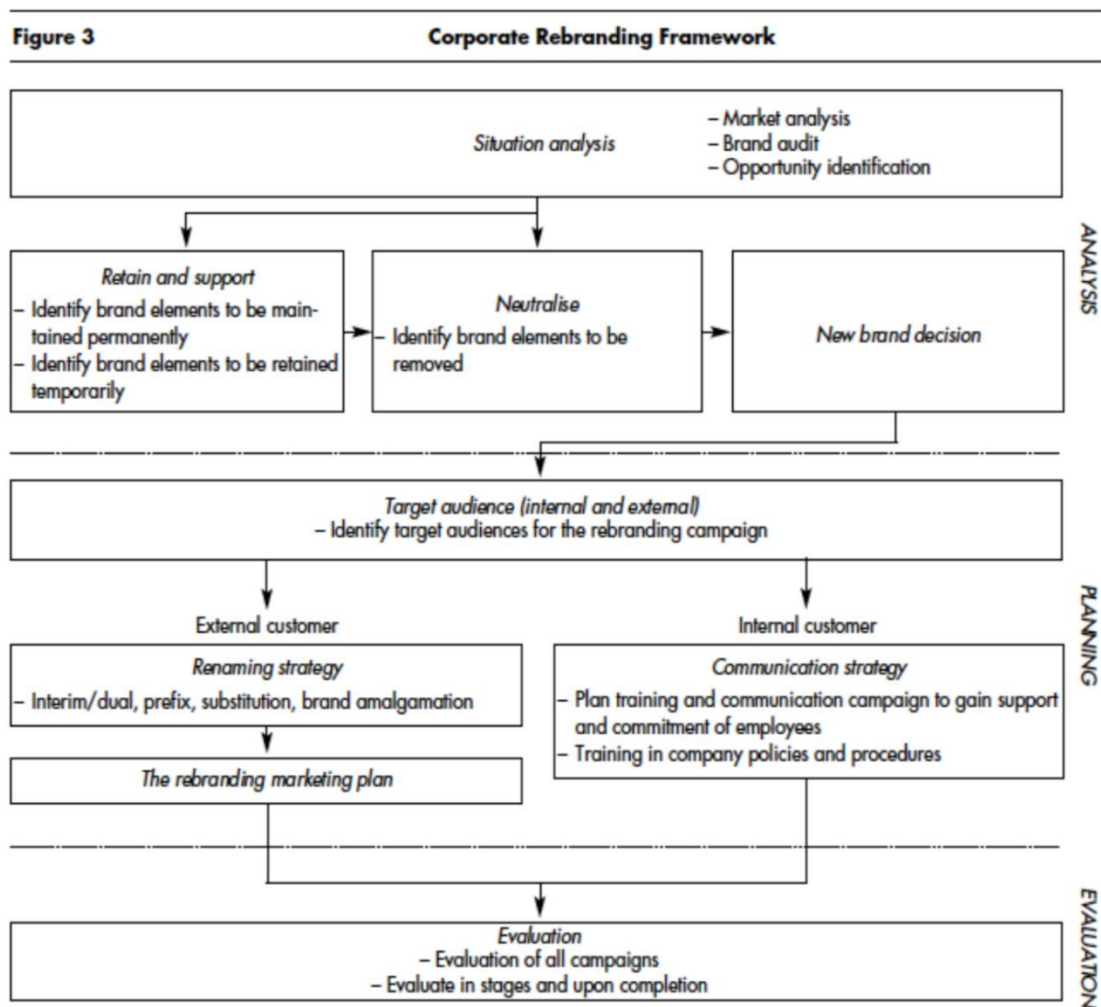 Figure 3
Corporate Rebranding Framework
Situation analysis
– Market analysis
– Brand audit
– Opportunity identification
Retain and support
– Identify brand elements to be main-
tained permanently
– Identify brand elements to be retained
temporarily
Neutralise
– Identify brand elements to be
removed
New brand decision
ANALYSIS
Target audience (internal and external)
– Identify target audiences for the rebranding campaign
External customer
Renaming strategy
– Interim/dual, prefix, substitution, brand amalgamation
The rebranding marketing plan
Internal customer
Communication strategy
– Plan training and communication campaign to gain support
and commitment of employees
– Training in company policies and procedures
PLANNING
Evaluation
– Evaluation of all campaigns
– Evaluate in stages and upon completion
EVALUATION